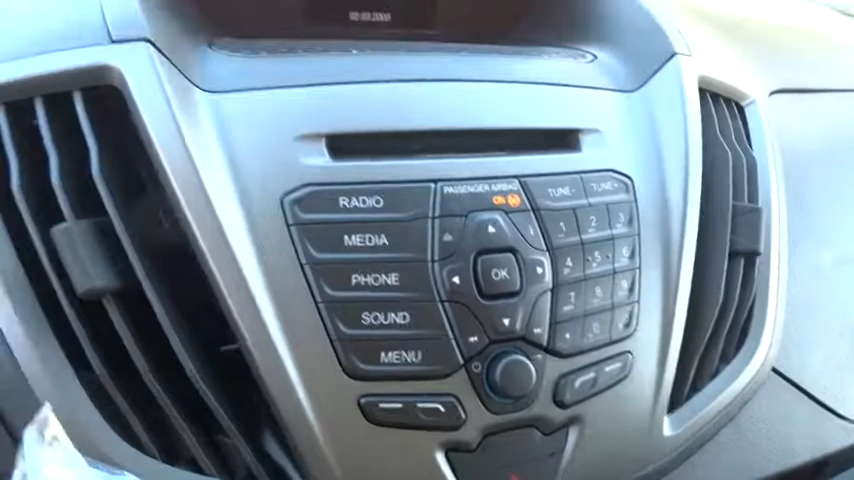 RADIO
MEDIA
PHONE
SOUND
MENU
PASSENGER AIRBAG
ON
TUNE - TUNE +
OK
1 2 3
4 5 6
7 8 9
* 0 #